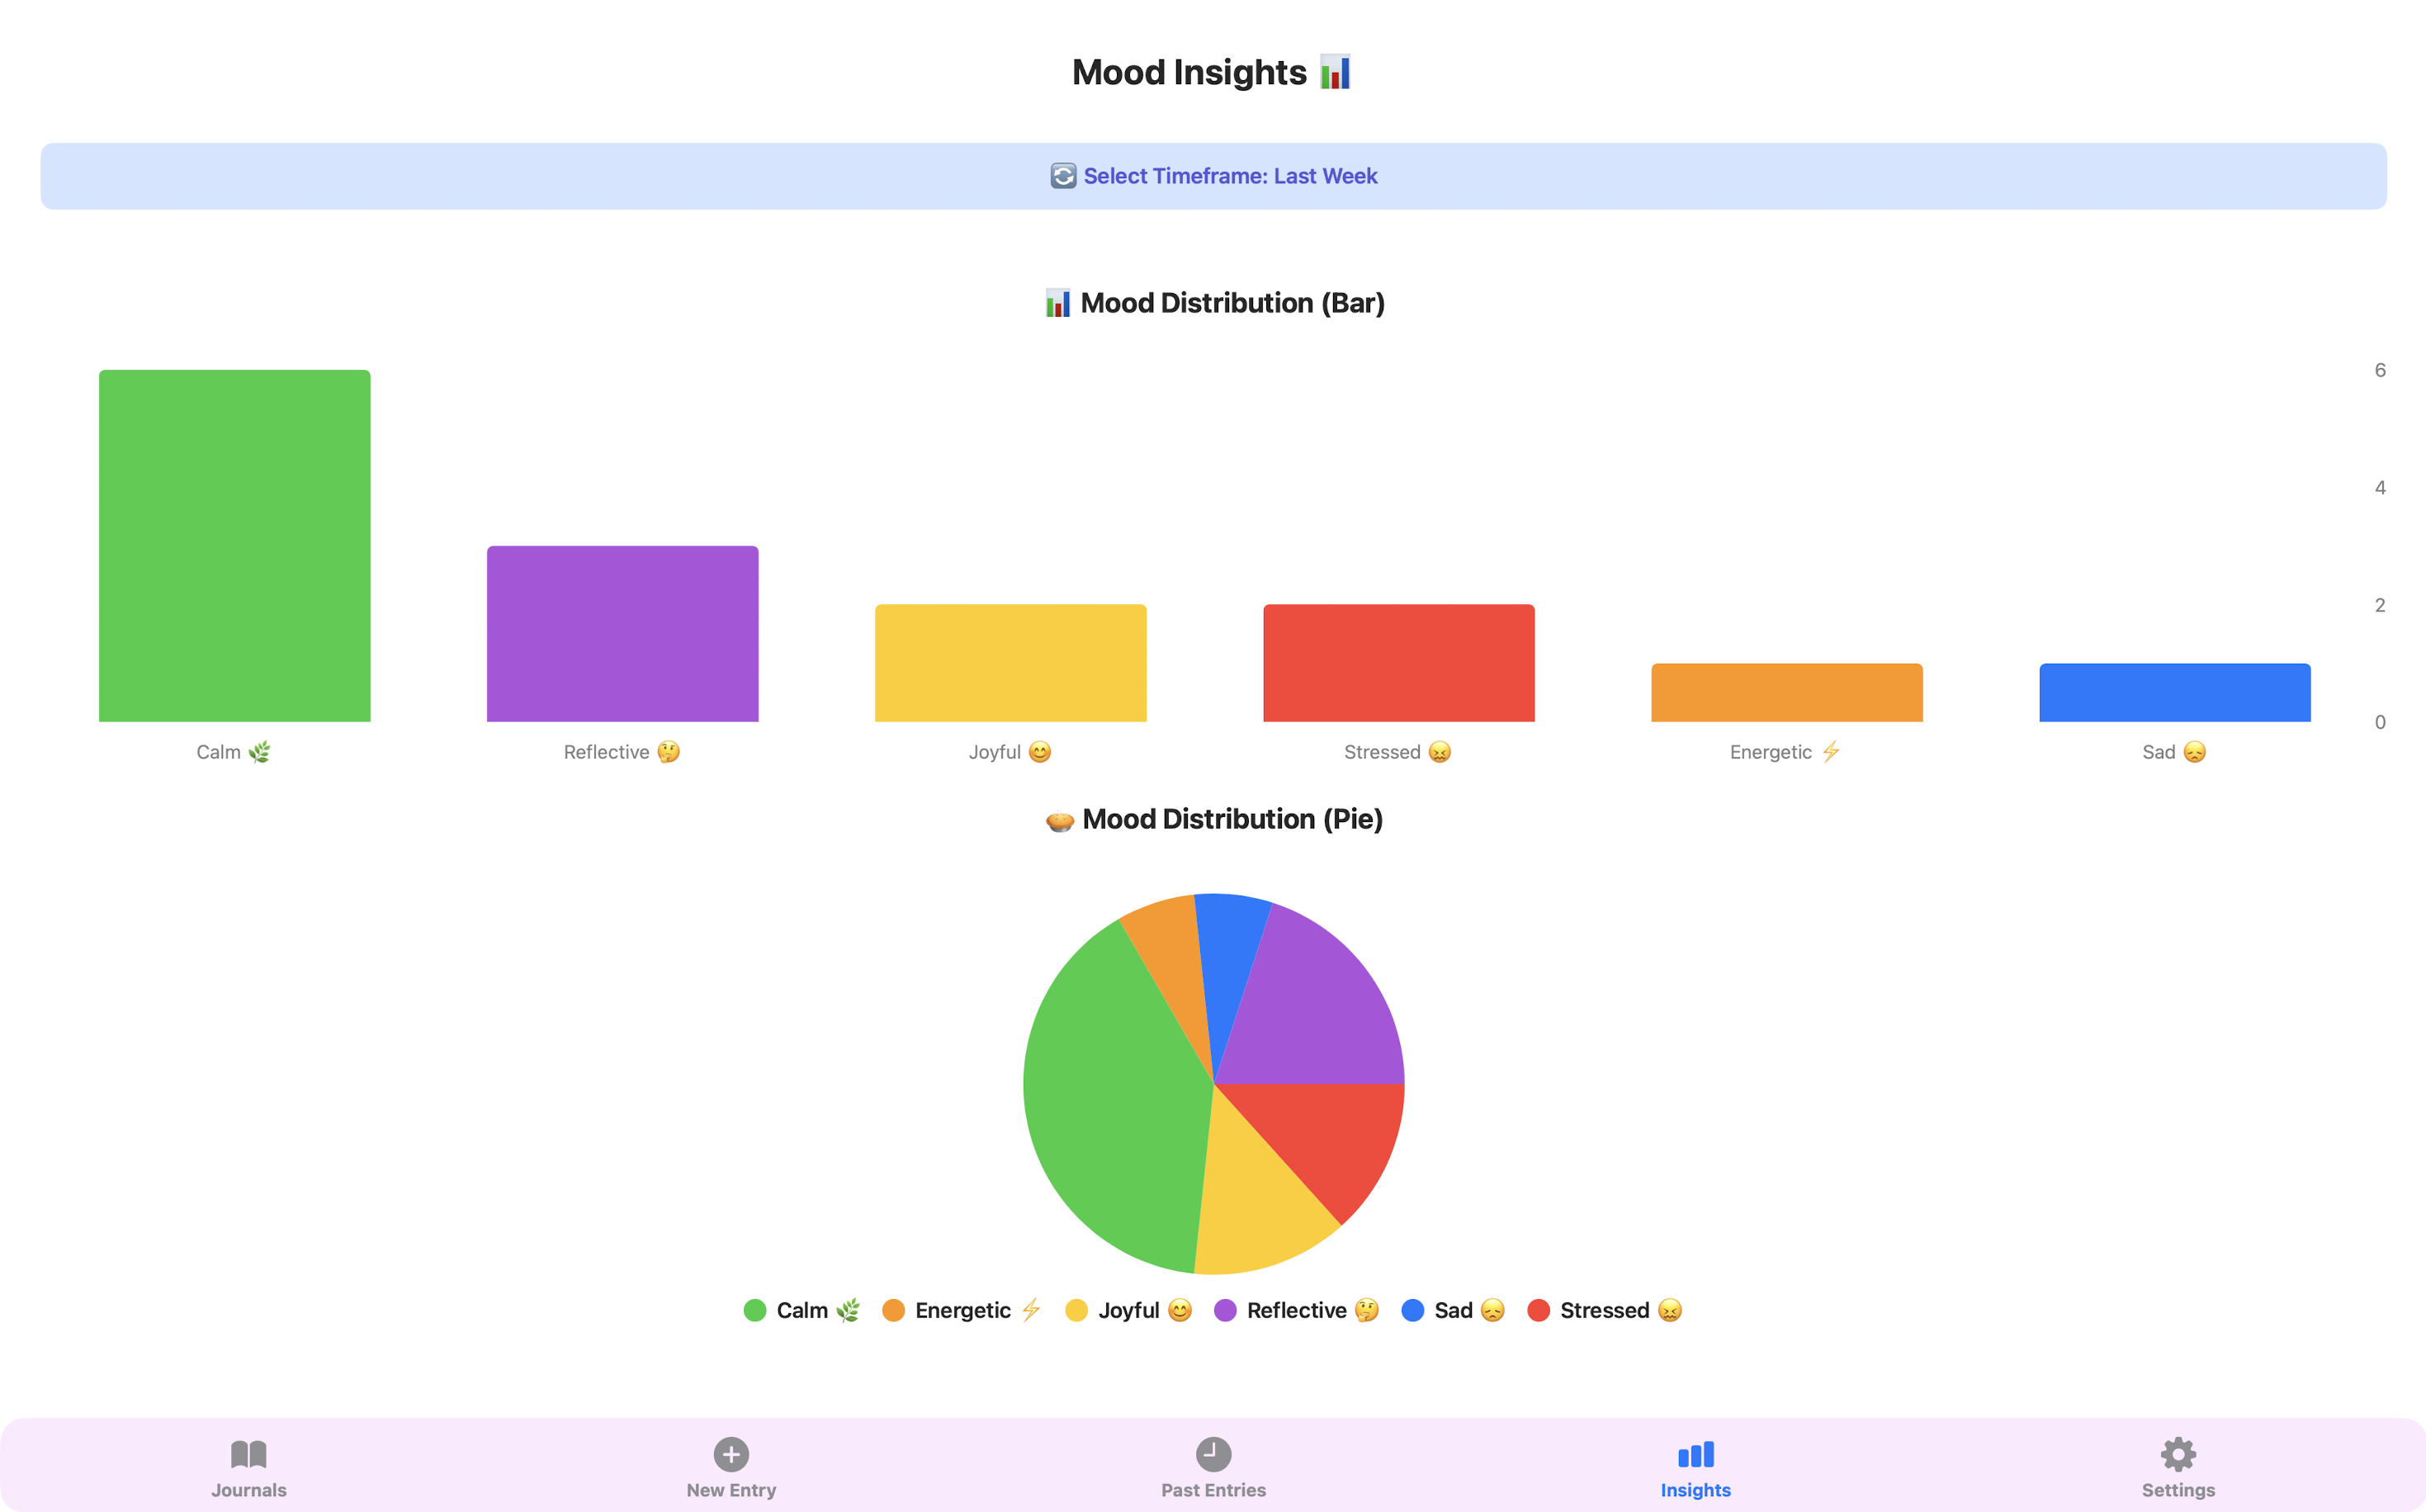 Mood Insights 📊
🔄 Select Timeframe: Last Week
📊 Mood Distribution (Bar)
6
4
2
0
Calm 🌿 Reflective 🤔 Joyful 😊 Stressed 😖 Energetic ⚡ Sad 😞
🥧 Mood Distribution (Pie)
Calm 🌿 Energetic ⚡ Joyful 😊 Reflective 🤔 Sad 😞 Stressed 😖
Journals New Entry Past Entries Insights Settings